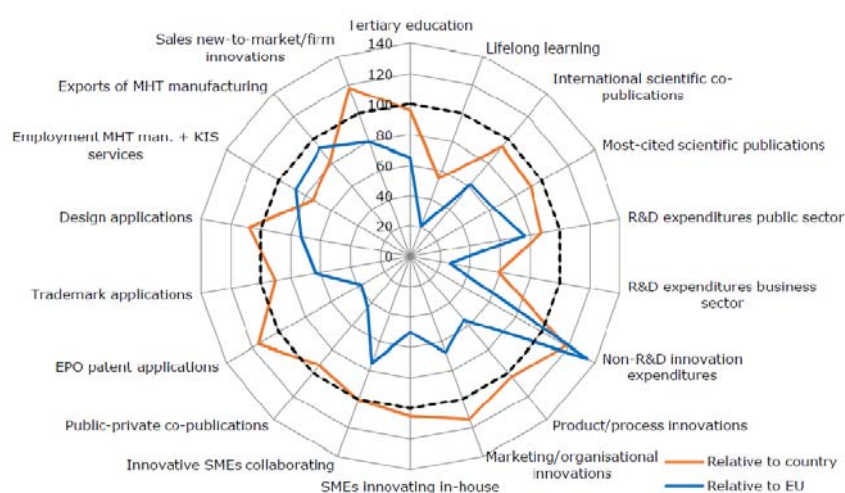 Tertiary education
Sales new-to-market/firm
innovations
140
Lifelong learning
120
Exports of MHT manufacturing
International scientific co-
publications
100
Employment MHT man. + KIS
services
80
Most-cited scientific publications
60
40
Design applications
R&D expenditures public sector
20
0
Trademark applications
R&D expenditures business
sector
EPO patent applications
Non-R&D innovation
expenditures
Public-private co-publications
Product/process innovations
Innovative SMEs collaborating
Marketing/organisational
innovations
SMEs innovating in-house
Relative to country
Relative to EU